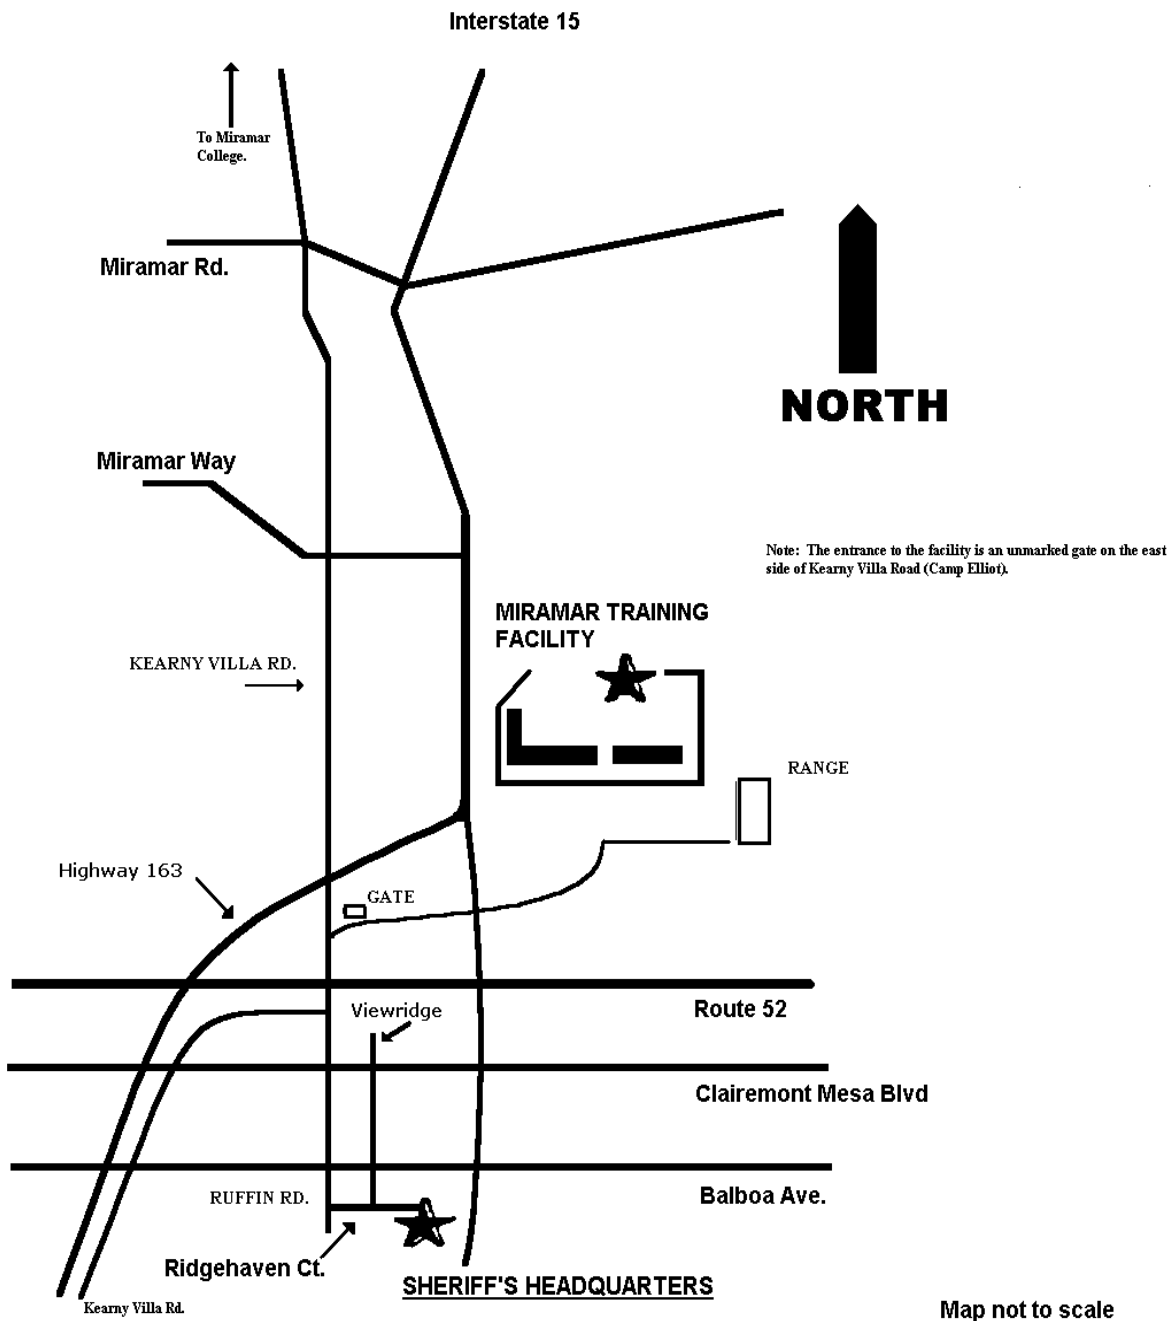 Interstate 15
To Miramar
College.
Miramar Rd.
NORTH
Miramar Way
Note: The entrance to the facility is an unmarked gate on the east
side of Kearny Villa Road (Camp Elliot).
MIRAMAR TRAINING
FACILITY
KEARNY VILLA RD.
RANGE
Highway 163
GATE
Route 52
Viewridge
Clairemont Mesa Blvd
RUFFIN RD.
Balboa Ave.
Ridgehaven Ct.
SHERIFF'S HEADQUARTERS
Kearny Villa Rd.
Map not to scale